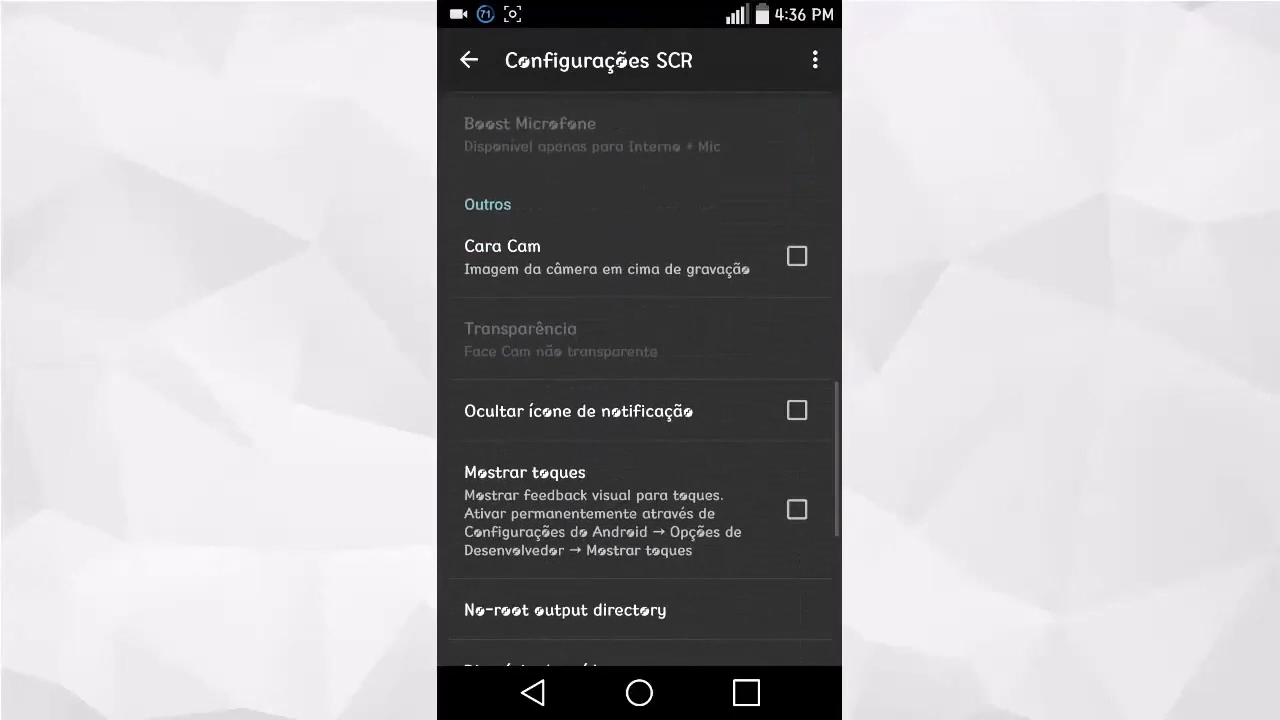 71 4:36 PM
Configurações SCR
Boost Microfone
Disponível apenas para Interno + Mic
Outros
Cara Cam
Imagem da câmera em cima de gravação
Transparência
Face Cam não transparente
Ocultar ícone de notificação
Mostrar toques
Mostrar feedback visual para toques.
Ativar permanentemente através de
Configurações do Android → Opções de
Desenvolvedor → Mostrar toques
No-root output directory